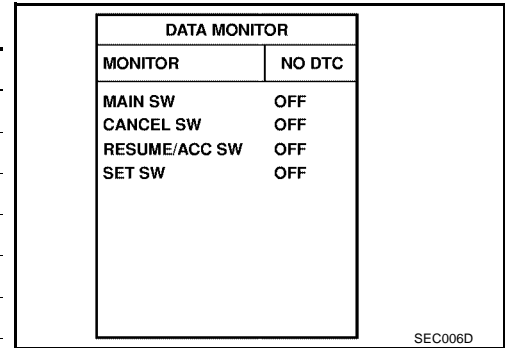 DATA MONITOR
MONITOR NO DTC
MAIN SW OFF
CANCEL SW OFF
RESUME/ACC SW OFF
SET SW OFF
SEC006D